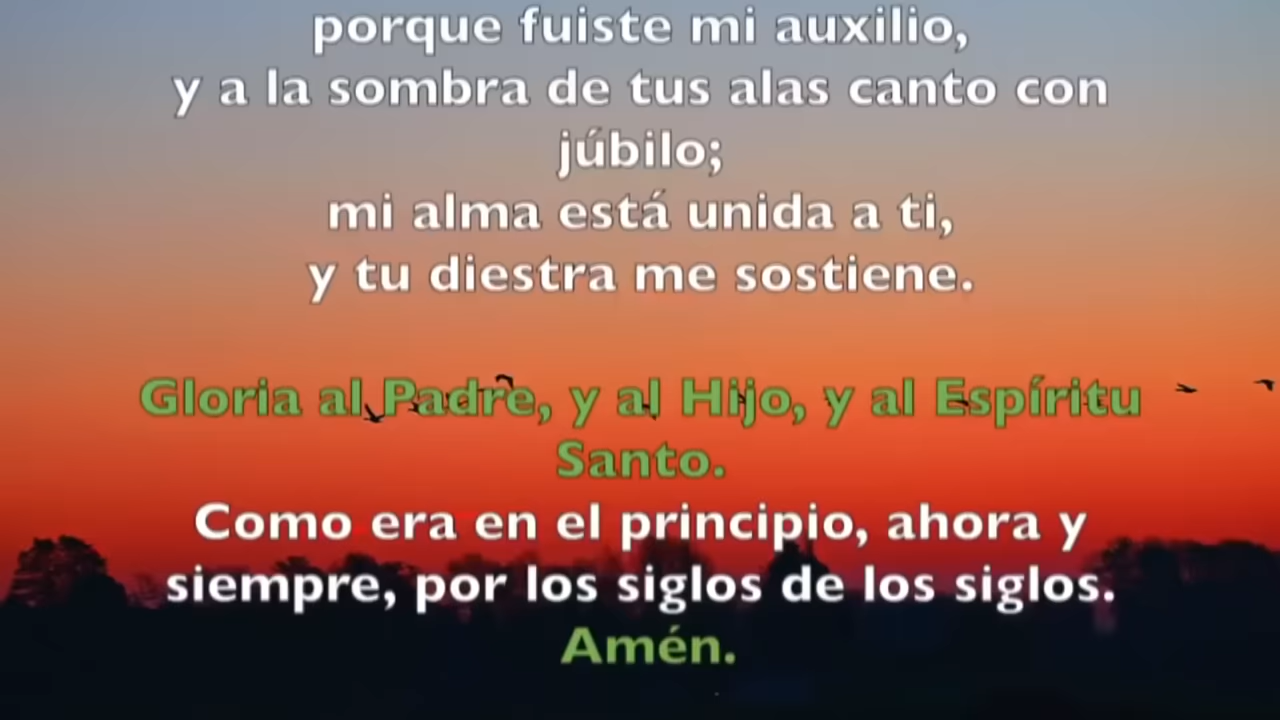 porque fuiste mi auxilio,
y a la sombra de tus alas canto con
júbilo;
mi alma está unida a ti,
y tu diestra me sostiene.
Gloria al Padre, y al Hijo, y al Espíritu
Santo.
Como era en el principio, ahora y
siempre, por los siglos de los siglos.
Amén.